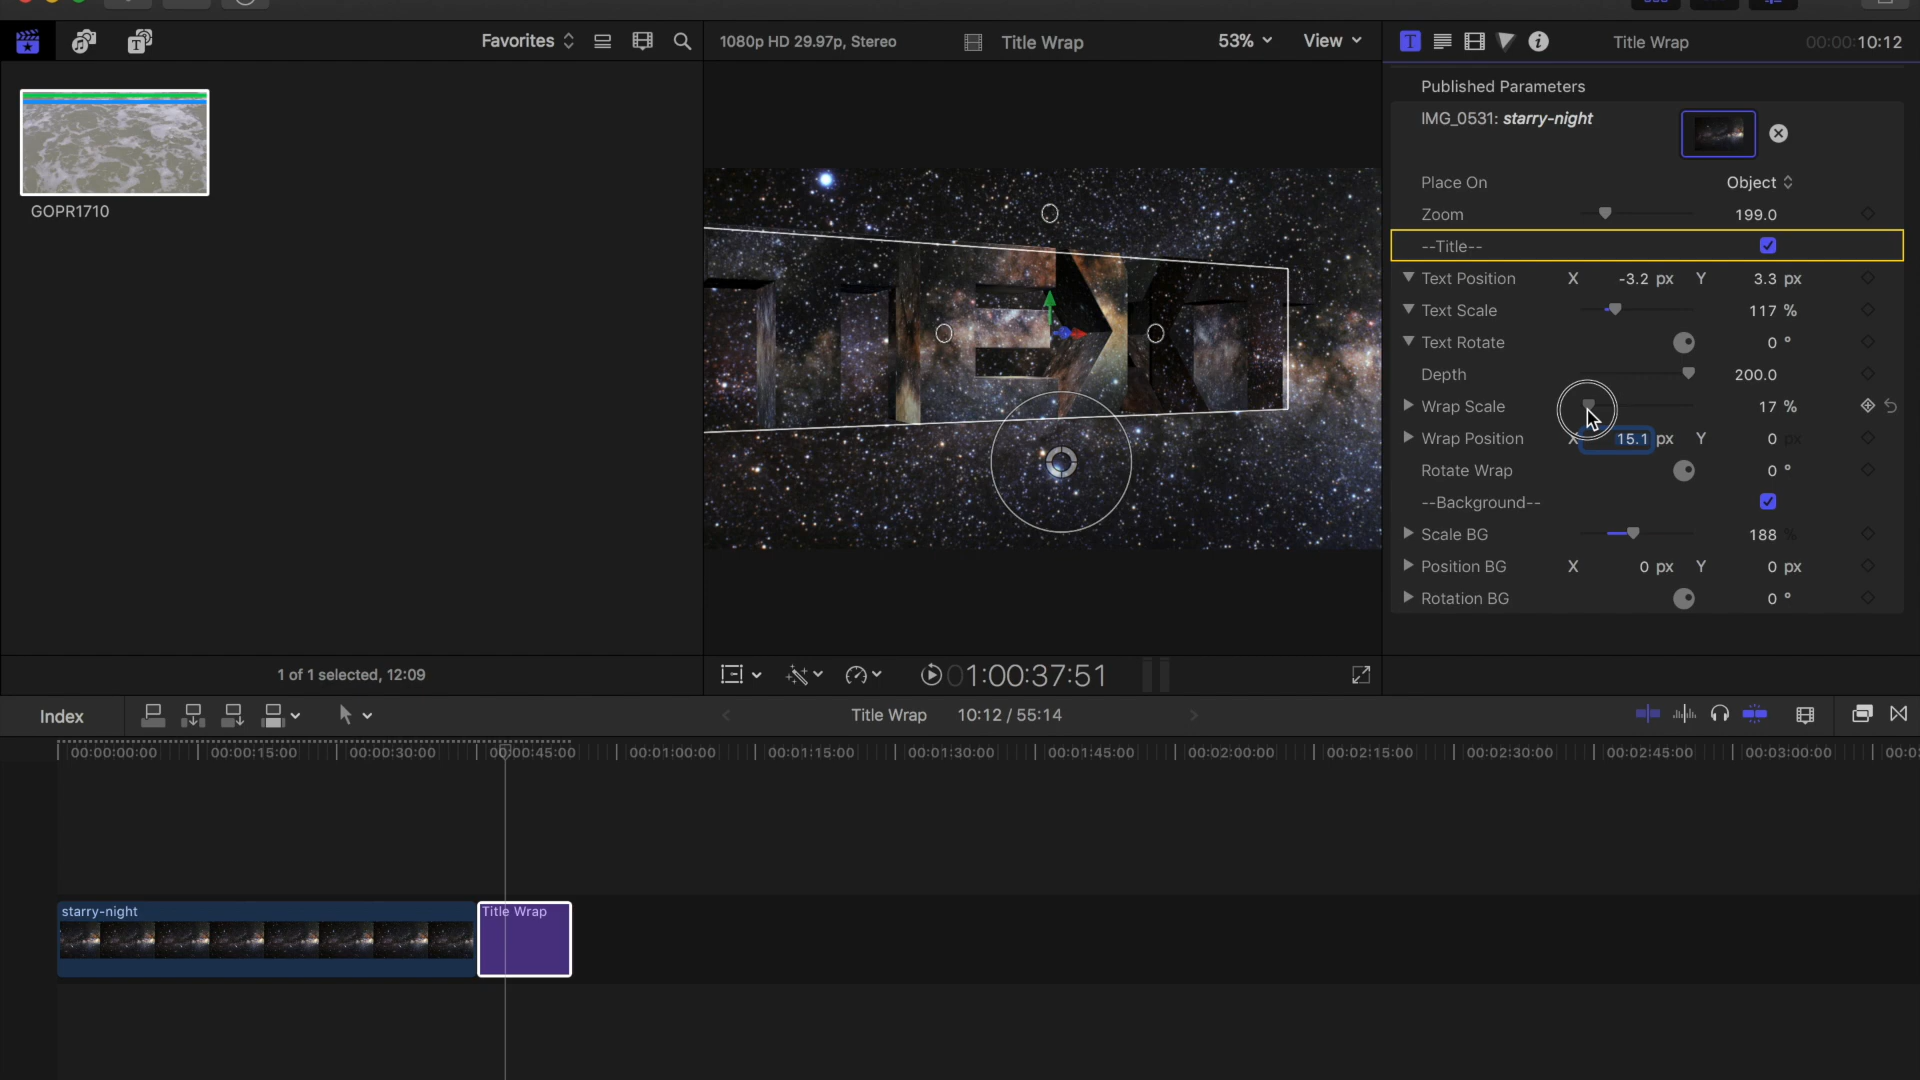 Favorites
1080p HD 29.97p, Stereo
Title Wrap
53%
View
Title Wrap
00:00:10:12
GOPR1710
1 of 1 selected, 12:09
TEXT
Published Parameters
IMG_0531: starry-night
Place On Object
Zoom 199.0
--Title--
Text Position X -3.2 px Y 3.3 px
Text Scale 117 %
Text Rotate 0 °
Depth 200.0
Wrap Scale 17 %
Wrap Position X 15.1 px Y 0 px
Rotate Wrap 0 °
--Background--
Scale BG 188 %
Position BG X 0 px Y 0 px
Rotation BG 0 °
01:00:37:51
Index
Title Wrap 10:12 / 55:14
00:00:00:00 00:00:15:00 00:00:30:00 00:00:45:00 00:01:00:00 00:01:15:00 00:01:30:00 00:01:45:00 00:02:00:00 00:02:15:00 00:02:30:00 00:02:45:00 00:03:00:00
starry-night
Title Wrap